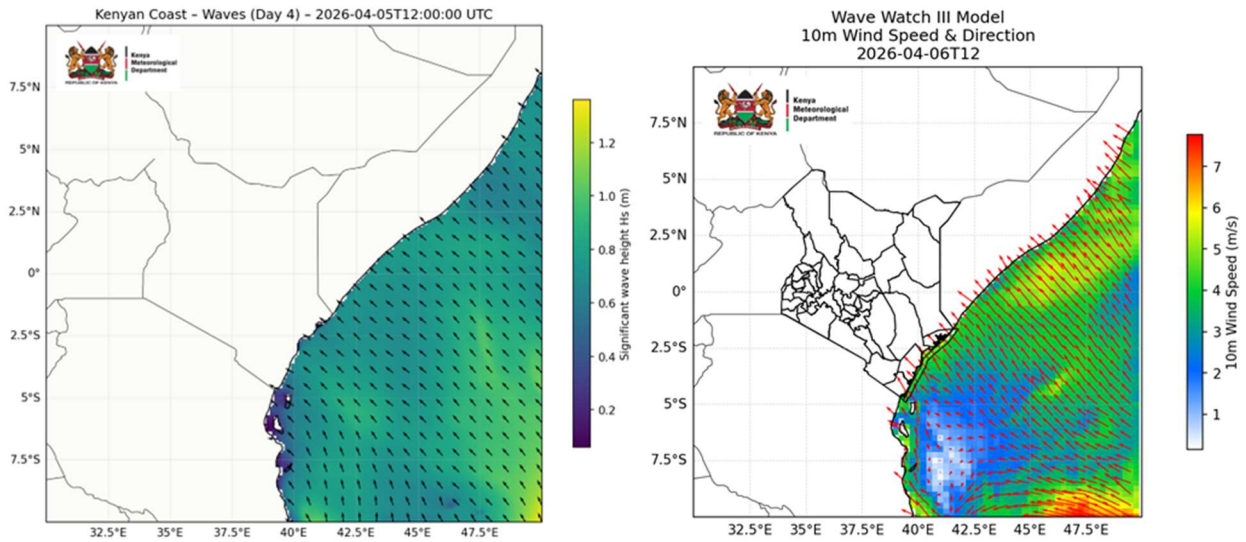 Kenyan Coast – Waves (Day 4) – 2026-04-05T12:00:00 UTC
Kenya
Meteorological
Department
REPUBLIC OF KENYA
7.5°N
5°N
2.5°N
0°
2.5°S
5°S
7.5°S
32.5°E 35°E 37.5°E 40°E 42.5°E 45°E 47.5°E
1.2
1.0
0.8
0.6
0.4
0.2
Significant wave height Hs (m)
Wave Watch III Model
10m Wind Speed & Direction
2026-04-06T12
Kenya
Meteorological
Department
REPUBLIC OF KENYA
7.5°N
5°N
2.5°N
0°
2.5°S
5°S
7.5°S
32.5°E 35°E 37.5°E 40°E 42.5°E 45°E 47.5°E
7
6
5
4
3
2
1
10m Wind Speed (m/s)